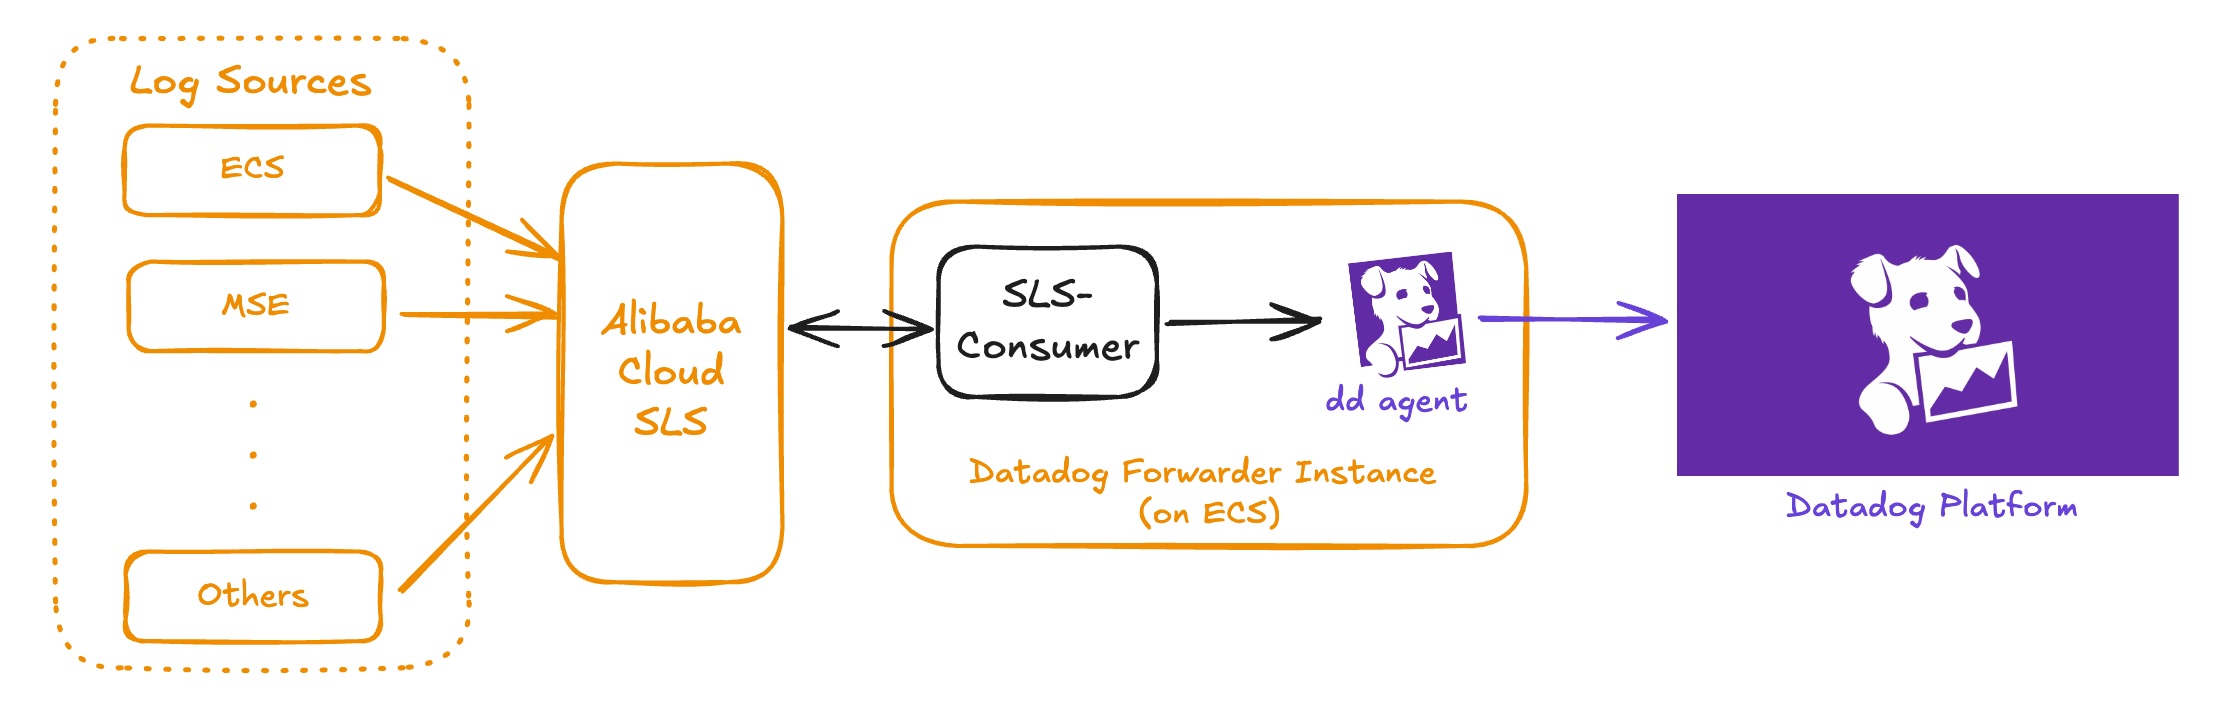 Log Sources
ECS
MSE
Others
Alibaba
Cloud
SLS
SLS-
Consumer
dd agent
Datadog Forwarder Instance
(on ECS)
Datadog Platform